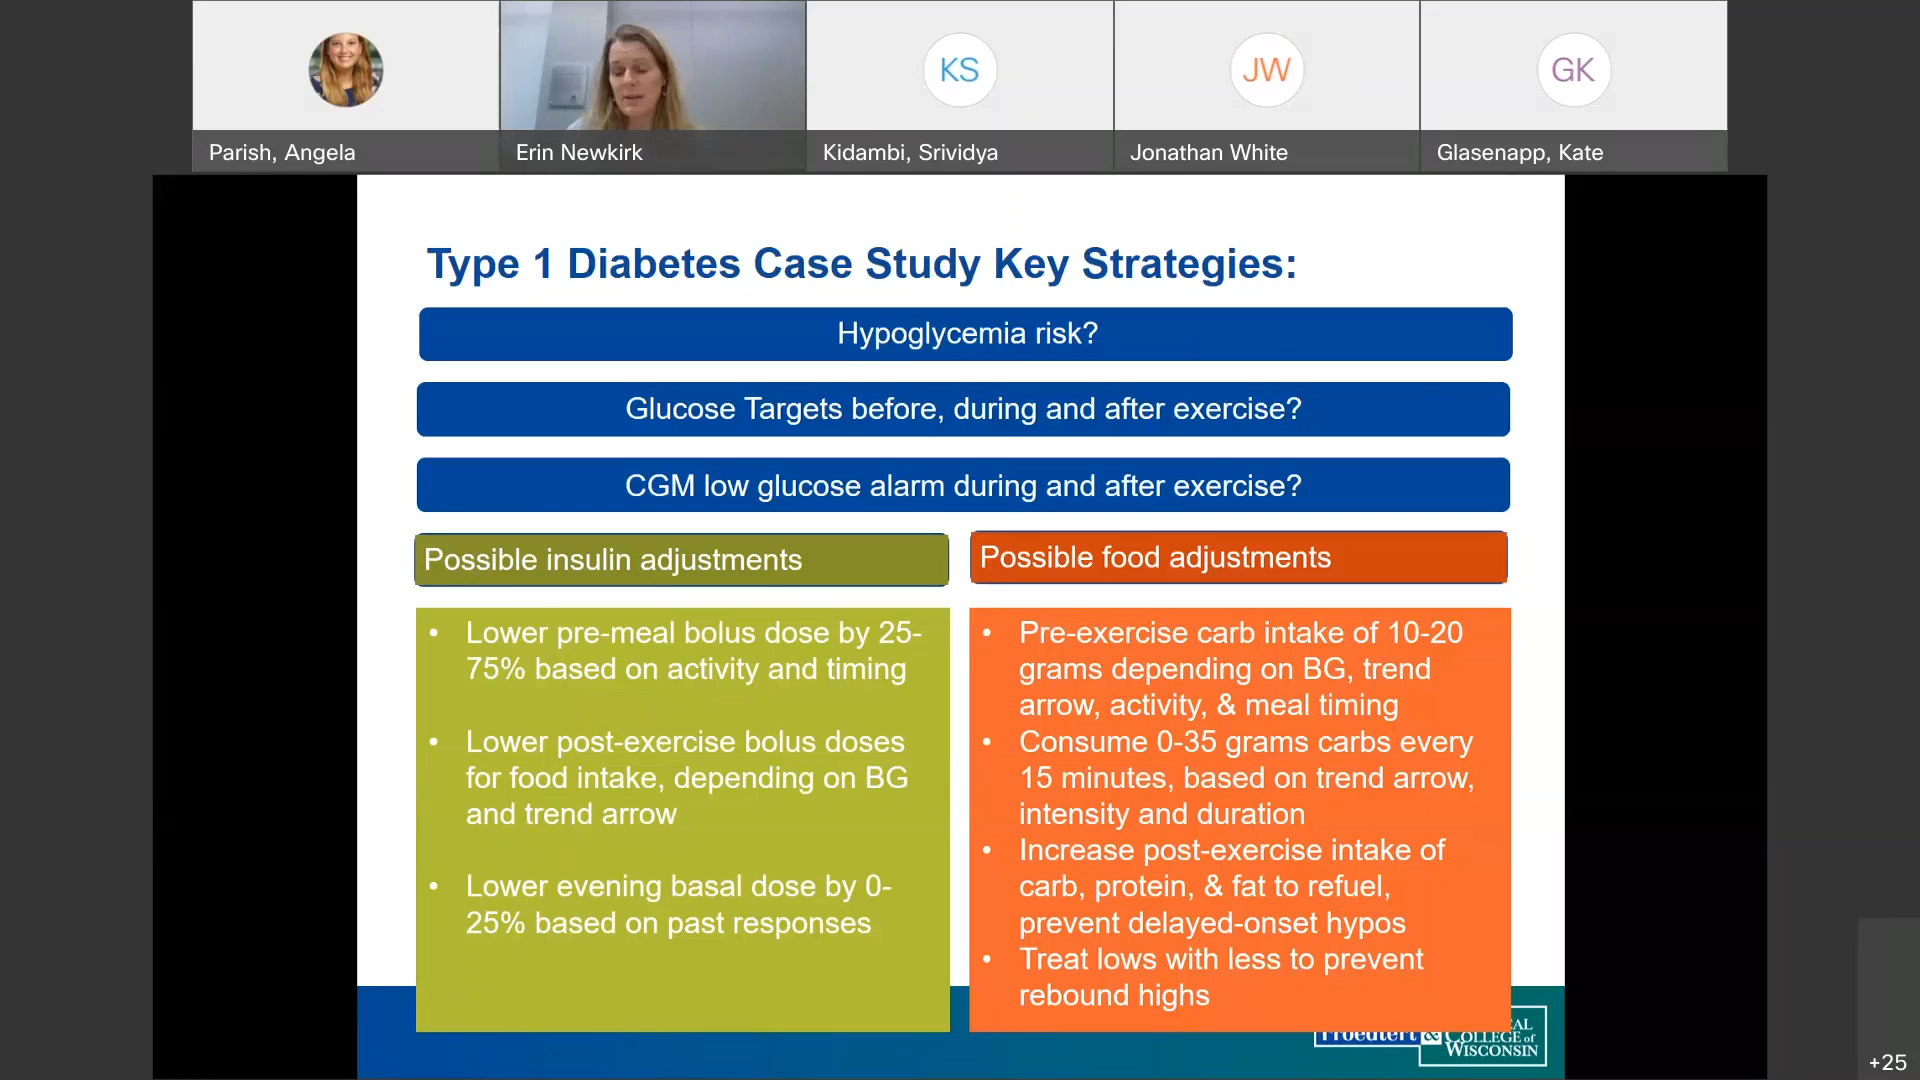 KS
JW
GK
Parish, Angela
Erin Newkirk
Kidambi, Srividya
Jonathan White
Glasenapp, Kate
Type 1 Diabetes Case Study Key Strategies:
Hypoglycemia risk?
Glucose Targets before, during and after exercise?
CGM low glucose alarm during and after exercise?
Possible insulin adjustments
• Lower pre-meal bolus dose by 25-
75% based on activity and timing
• Lower post-exercise bolus doses
for food intake, depending on BG
and trend arrow
• Lower evening basal dose by 0-
25% based on past responses
Possible food adjustments
• Pre-exercise carb intake of 10-20
grams depending on BG, trend
arrow, activity, & meal timing
• Consume 0-35 grams carbs every
15 minutes, based on trend arrow,
intensity and duration
• Increase post-exercise intake of
carb, protein, & fat to refuel,
prevent delayed-onset hypos
• Treat lows with less to prevent
rebound highs
Froedtert &
COLLEGE of
WISCONSIN
+25